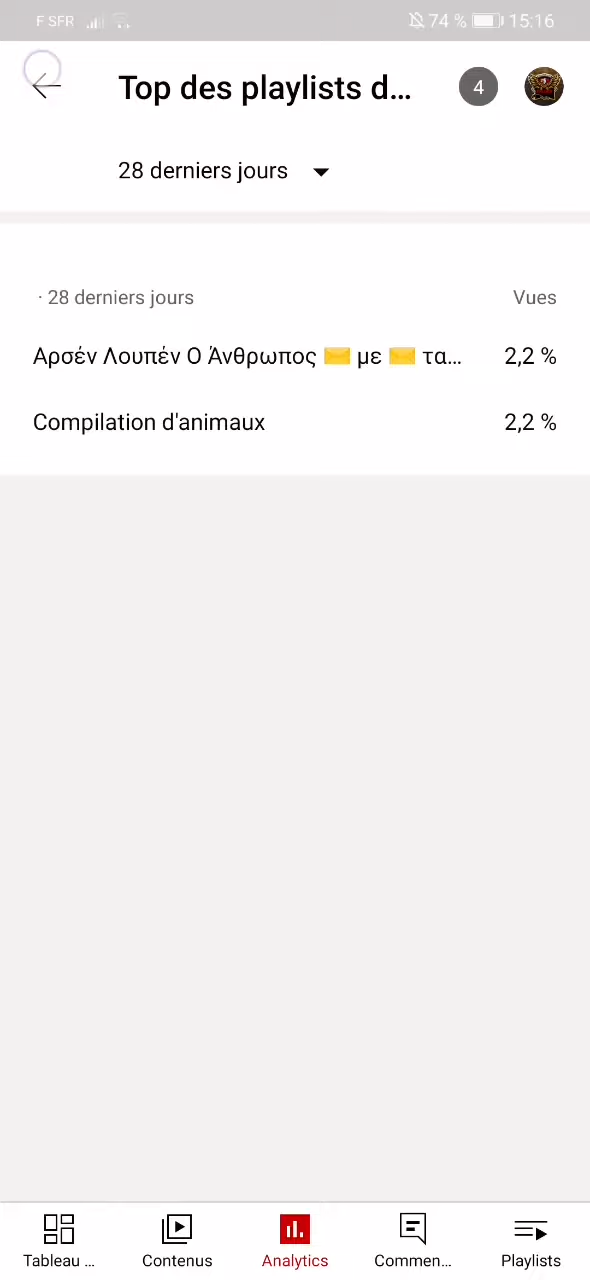 F SFR 74 % 15:16
Top des playlists d... 4
28 derniers jours
· 28 derniers jours Vues
Αρσέν Λουπέν Ο Άνθρωπος ✉️ με ✉️ τα... 2,2 %
Compilation d'animaux 2,2 %
Tableau ... Contenus Analytics Commen... Playlists